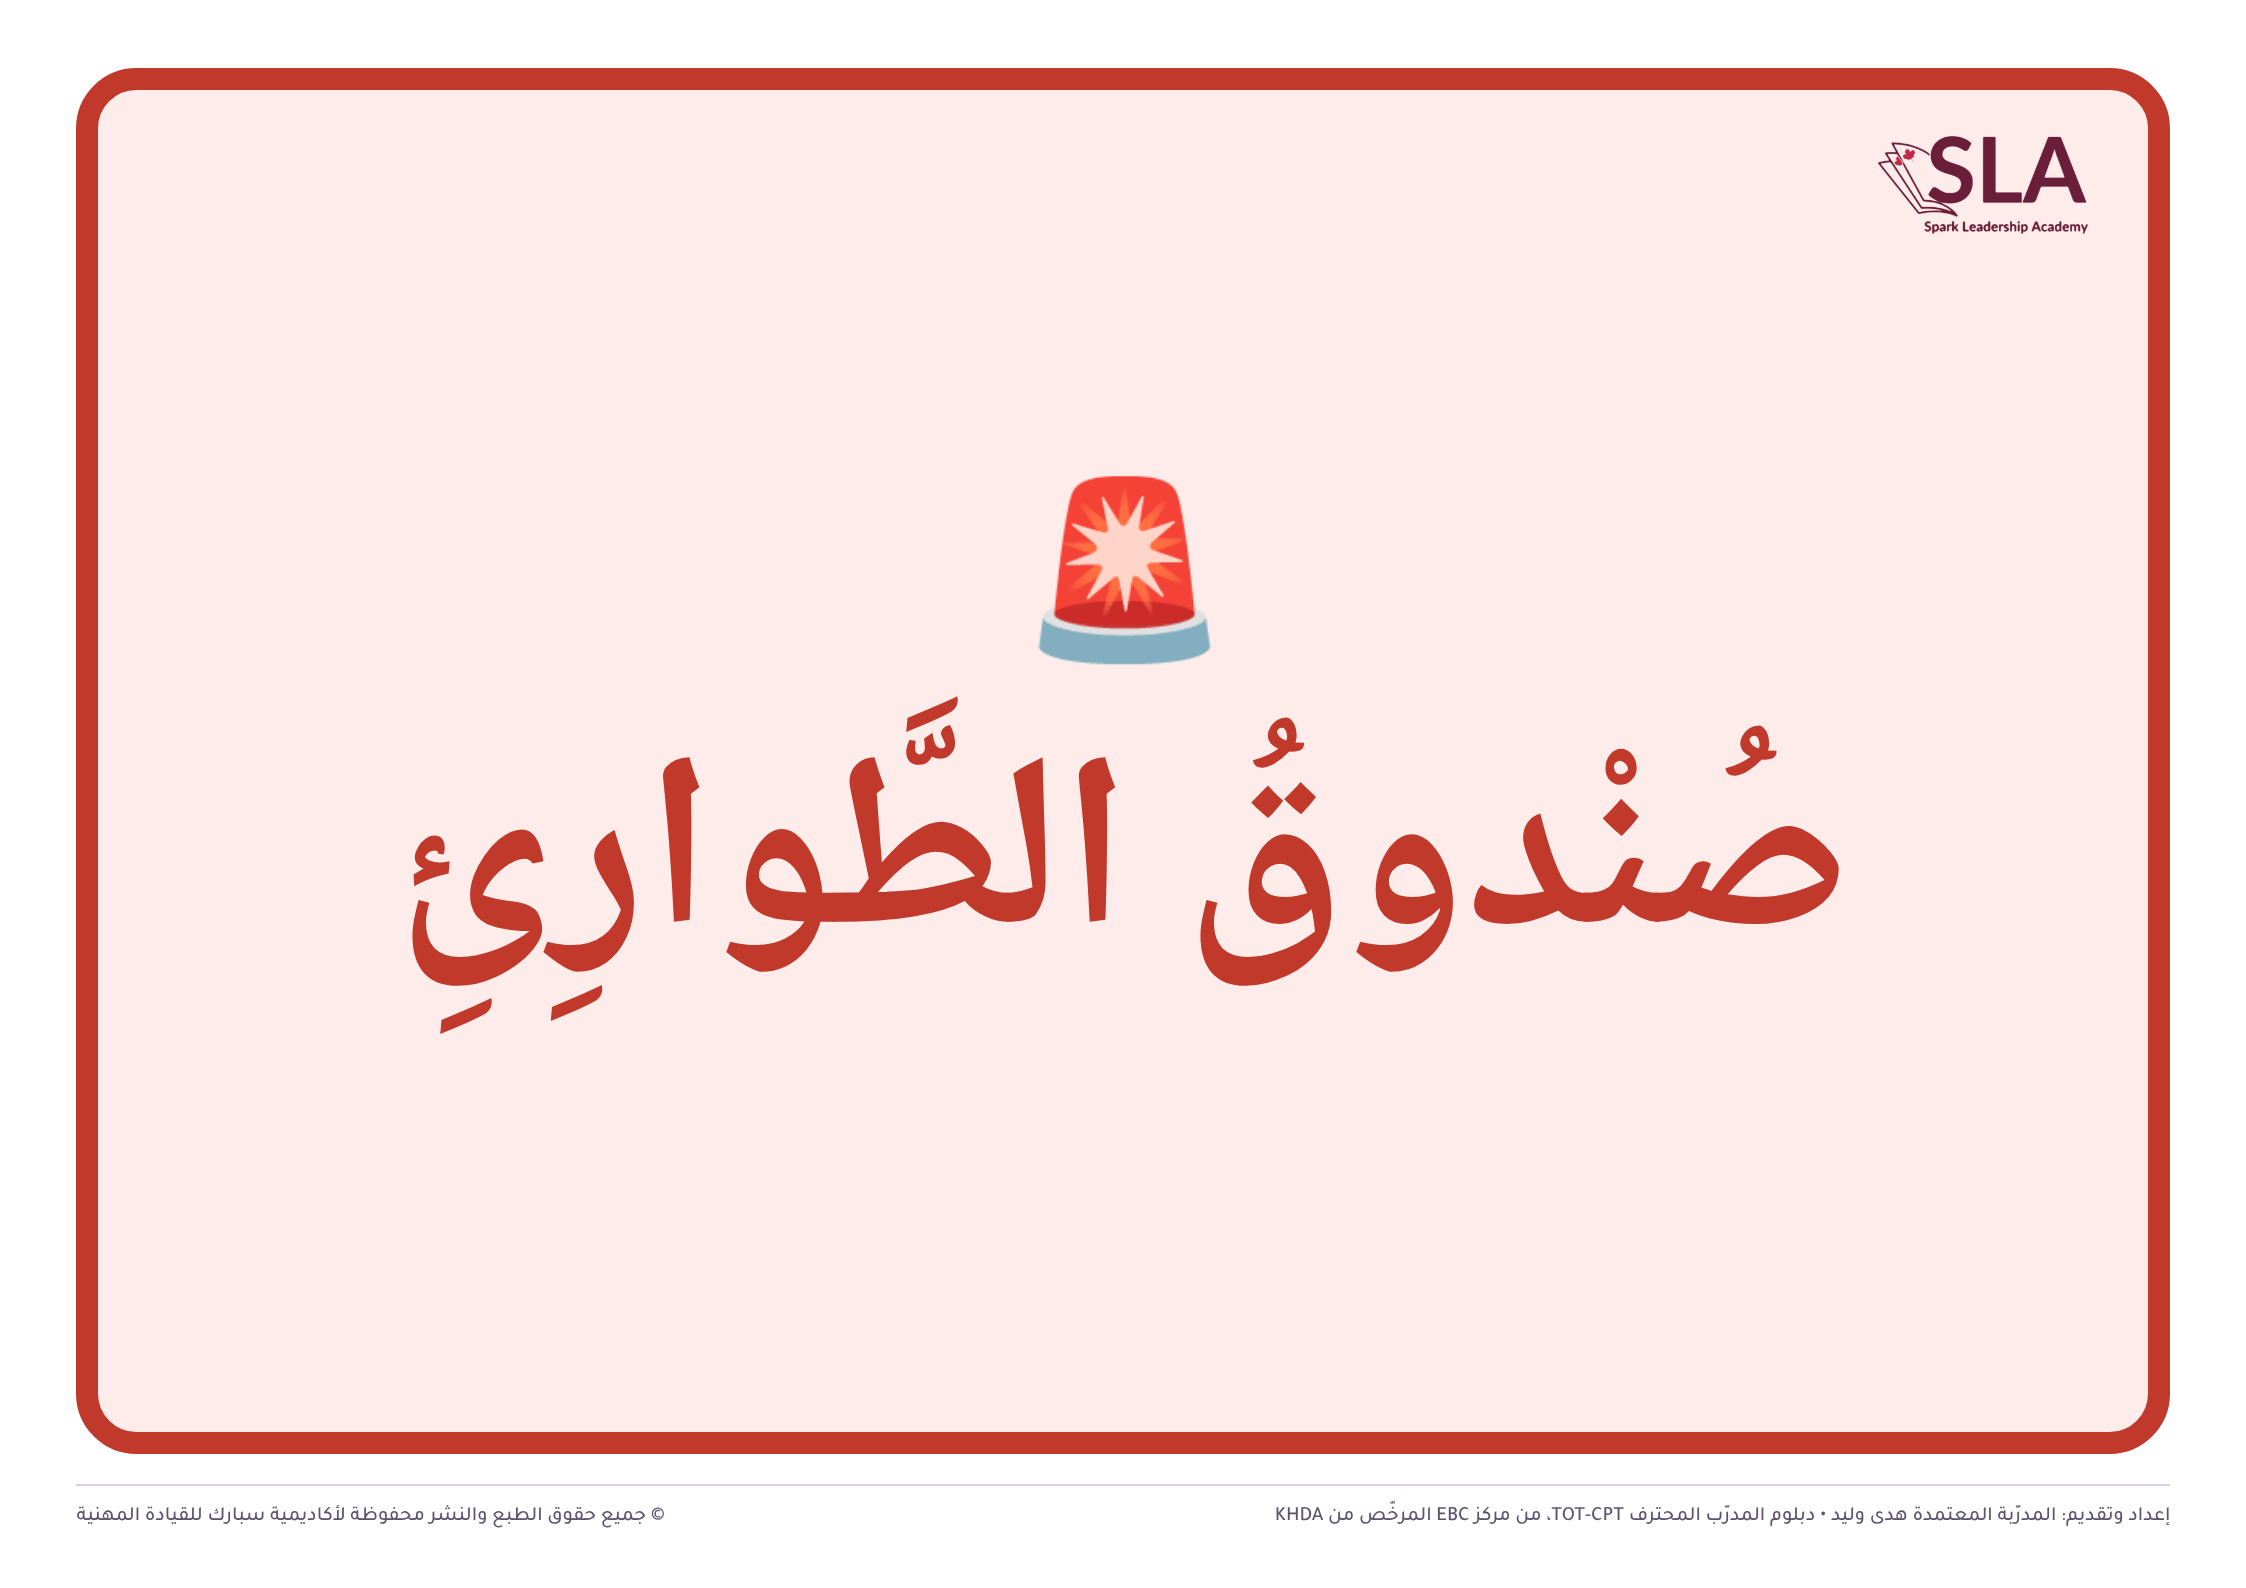 SLA
Spark Leadership Academy
صُنْدوقُ الطَّوارِئِ
إعداد وتقديم: المدرّبة المعتمدة هدى وليد • دبلوم المدرّب المحترف TOT-CPT، من مركز EBC المرخّص من KHDA
© جميع حقوق الطبع والنشر محفوظة لأكاديمية سبارك للقيادة المهنية